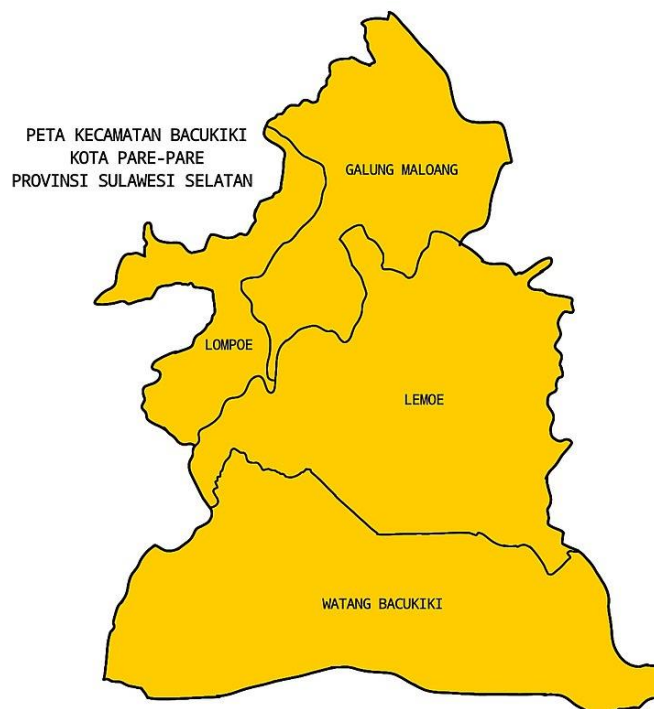 PETA KECAMATAN BACUKIKI
KOTA PARE-PARE
PROVINSI SULAWESI SELATAN
GALUNG MALOANG
LOMPOE
LEMOE
WATANG BACUKIKI